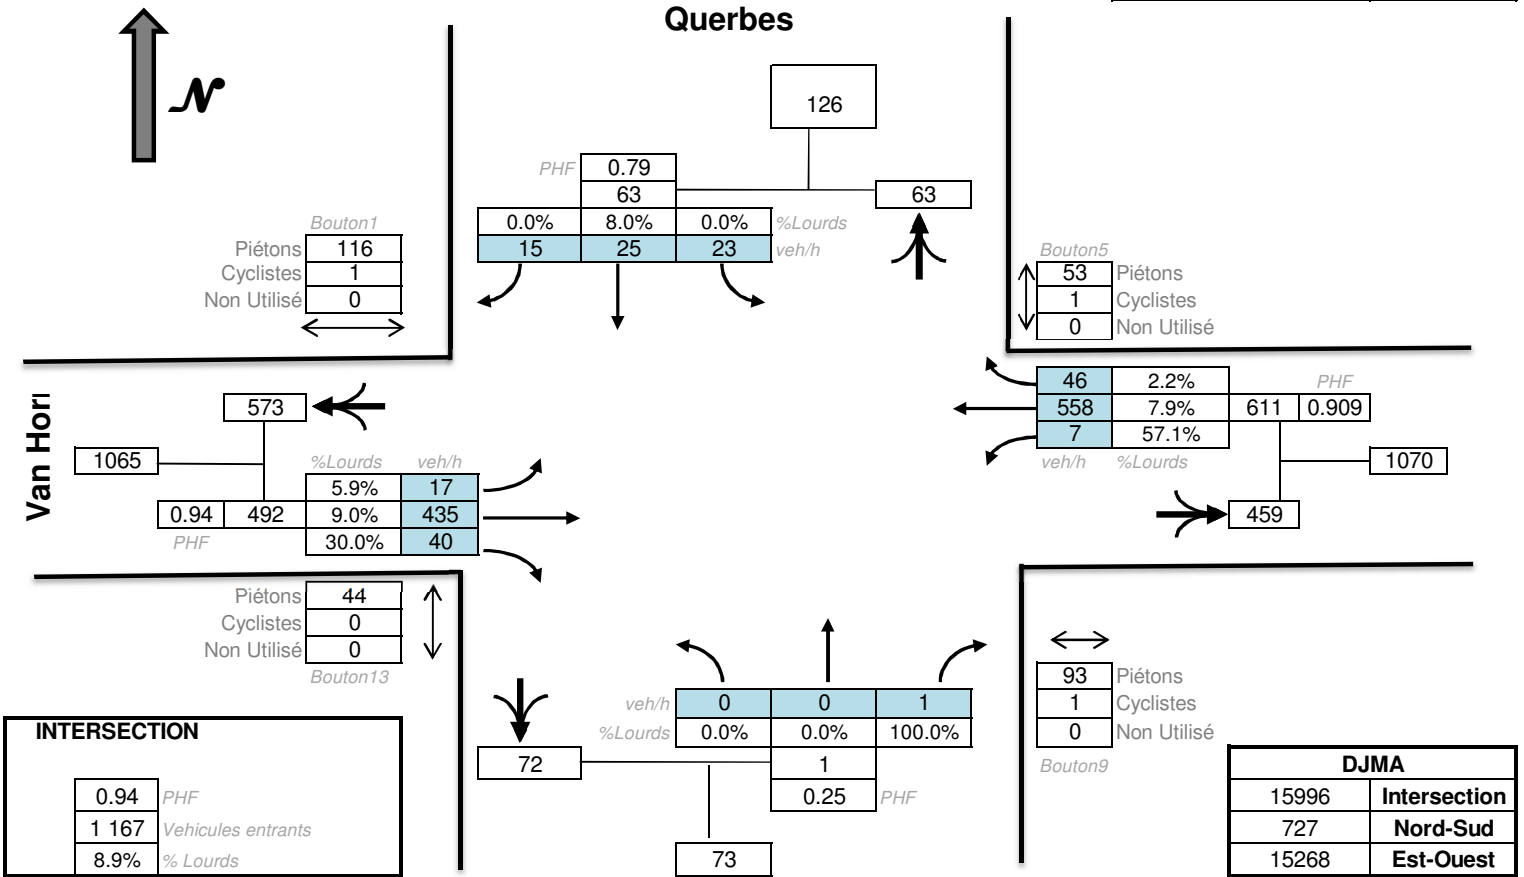 Querbes
N
126
PHF 0.79
63 63
0.0% 8.0% 0.0% %Lourds
15 25 23 veh/h
Bouton1
Piétons 116
Cyclistes 1
Non Utilisé 0
Bouton5
53 Piétons
1 Cyclistes
0 Non Utilisé
Van Hor
573
1065
%Lourds veh/h
5.9% 17
0.94 492 9.0% 435
PHF 30.0% 40
46 2.2% PHF
558 7.9% 611 0.909
7 57.1%
veh/h %Lourds 1070
459
Piétons 44
Cyclistes 0
Non Utilisé 0
Bouton13
veh/h 0 0 1
%Lourds 0.0% 0.0% 100.0%
72 1
0.25 PHF
73
93 Piétons
1 Cyclistes
0 Non Utilisé
Bouton9
INTERSECTION
0.94 PHF
1 167 Vehicules entrants
8.9% % Lourds
DJMA
15996 Intersection
727 Nord-Sud
15268 Est-Ouest